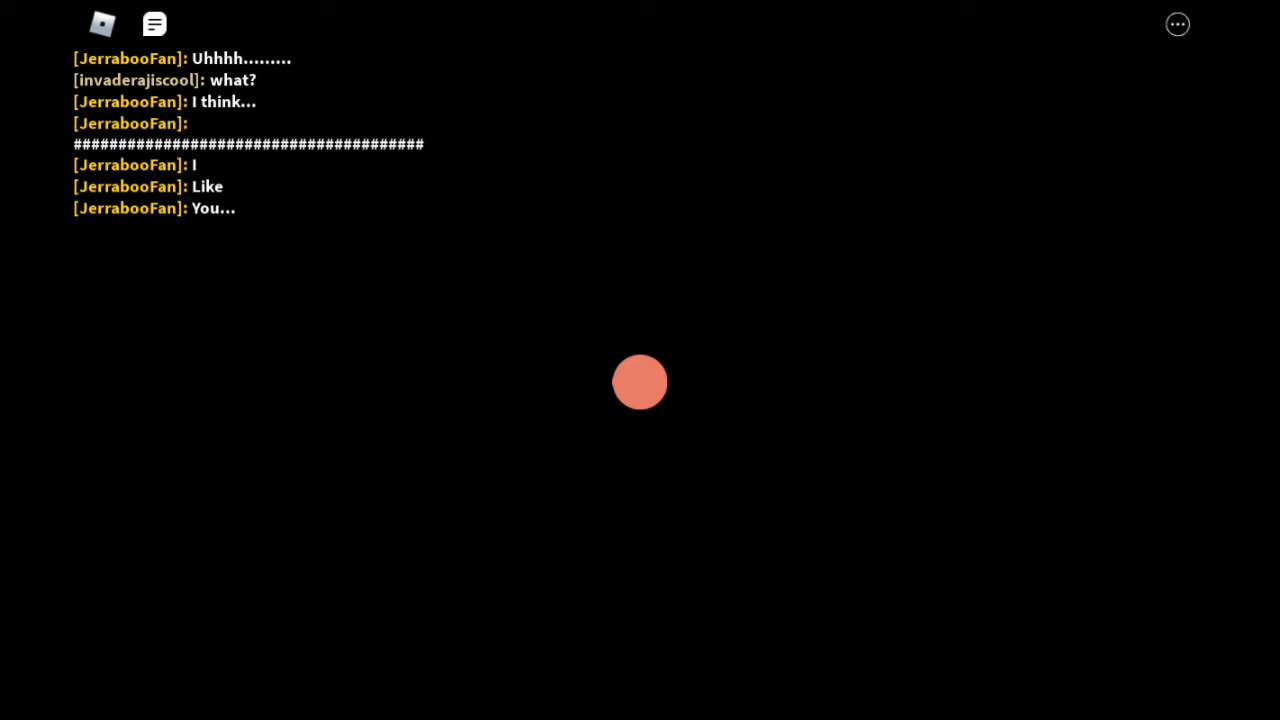 [JerrabooFan]: Uhhhh.........
[invaderajiscool]: what?
[JerrabooFan]: I think...
[JerrabooFan]:
#######################################
[JerrabooFan]: I
[JerrabooFan]: Like
[JerrabooFan]: You...